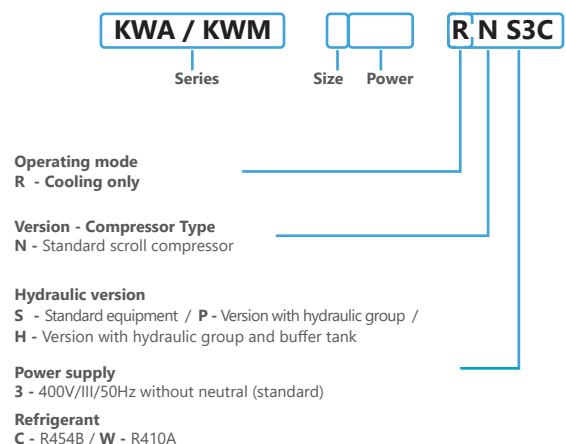 KWA / KWM R N S3C
Series Size Power
Operating mode
R - Cooling only
Version - Compressor Type
N - Standard scroll compressor
Hydraulic version
S - Standard equipment / P - Version with hydraulic group /
H - Version with hydraulic group and buffer tank
Power supply
3 - 400V/III/50Hz without neutral (standard)
Refrigerant
C - R454B / W - R410A